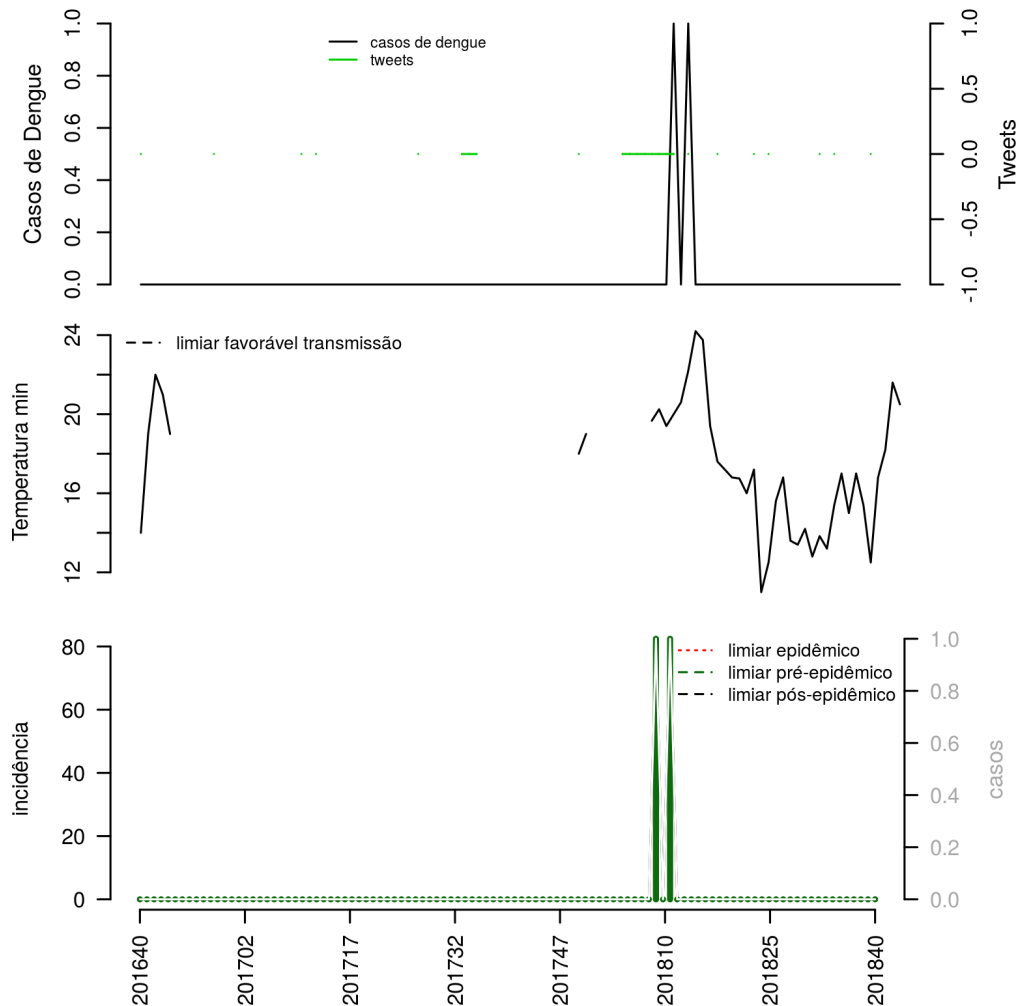 casos de dengue
tweets
Casos de Dengue
0.0 0.2 0.4 0.6 0.8 1.0
Tweets
-1.0 -0.5 0.0 0.5 1.0
limiar favorável transmissão
Temperatura min
12 16 20 24
limiar epidêmico
limiar pré-epidêmico
limiar pós-epidêmico
incidência
80
60
40
20
0
casos
1.0
0.8
0.6
0.4
0.2
0.0
201640 201702 201717 201732 201747 201810 201825 201840